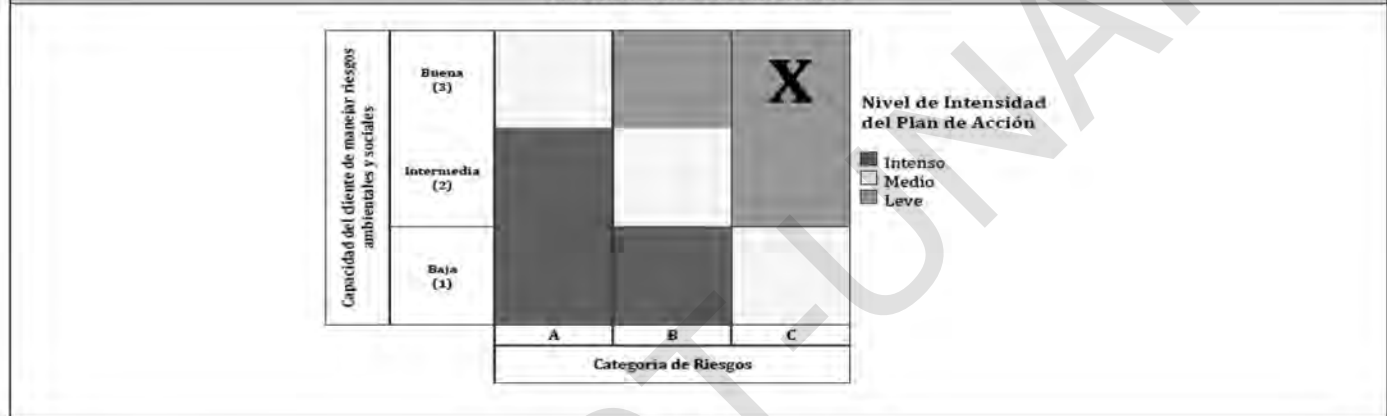 Capacidad del cliente de manejar riesgos
ambientales y sociales
Buena
(3)
Intermedia
(2)
Baja
(1)
X
A
B
C
Categoría de Riesgos
Nivel de Intensidad
del Plan de Acción
Intenso
Medio
Leve